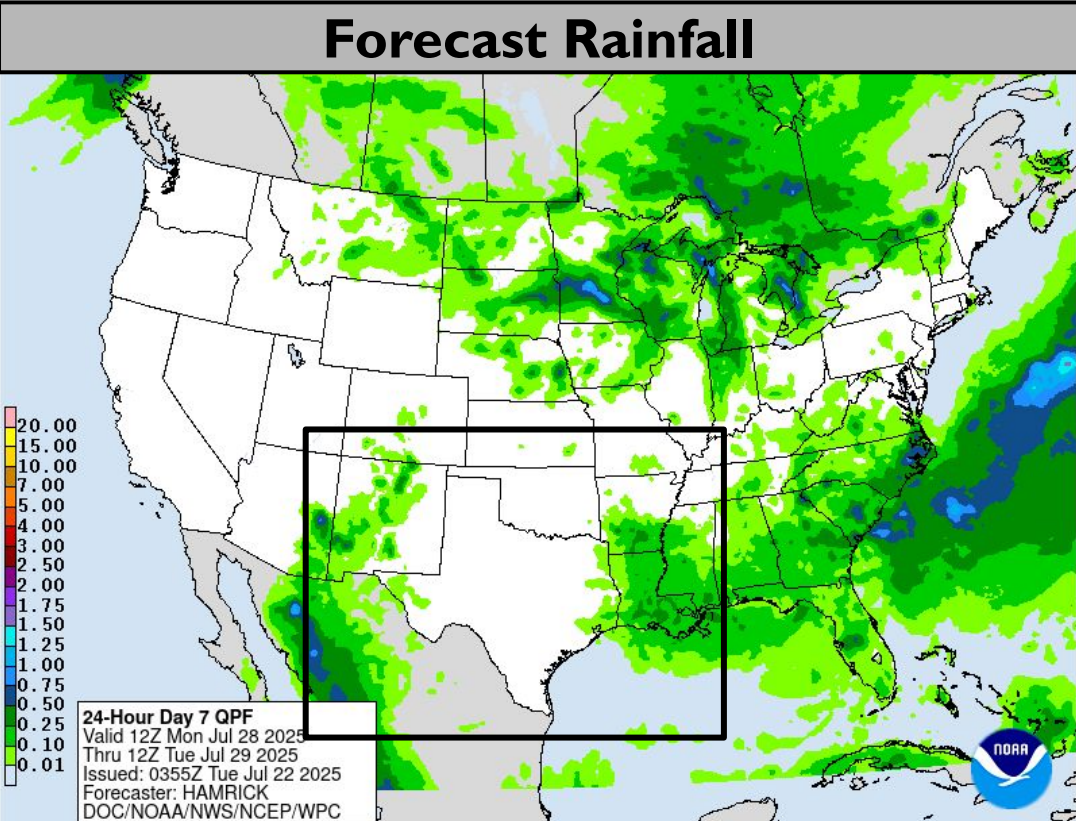 Forecast Rainfall
20.00
15.00
10.00
7.00
5.00
4.00
3.00
2.50
2.00
1.75
1.50
1.25
1.00
0.75
0.50
0.25
0.10
0.01
24-Hour Day 7 QPF
Valid 12Z Mon Jul 28 2025
Thru 12Z Tue Jul 29 2025
Issued: 0355Z Tue Jul 22 2025
Forecaster: HAMRICK
DOC/NOAA/NWS/NCEP/WPC
NOAA